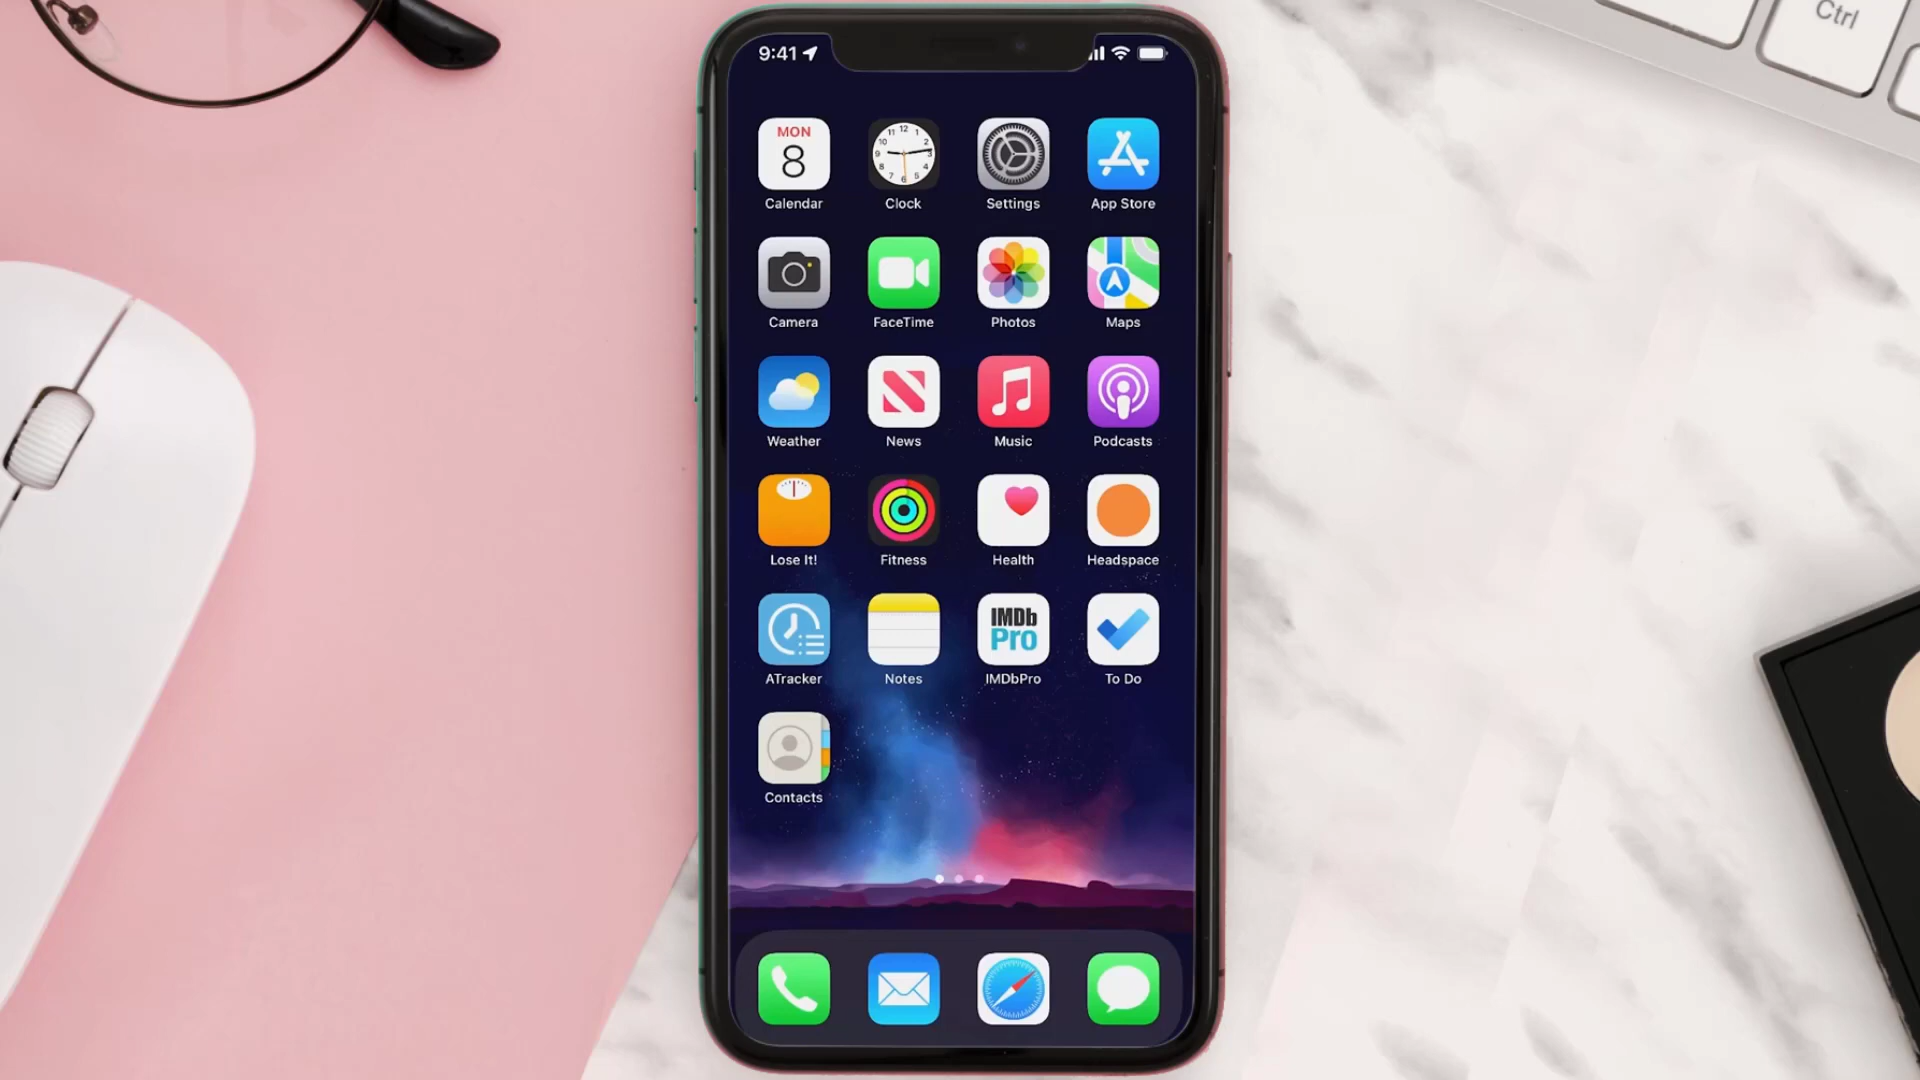 Ctrl
9:41
MON
8
Calendar
Clock
Settings
App Store
Camera
FaceTime
Photos
Maps
Weather
News
Music
Podcasts
Lose It!
Fitness
Health
Headspace
IMDb
Pro
ATracker
Notes
IMDbPro
To Do
Contacts